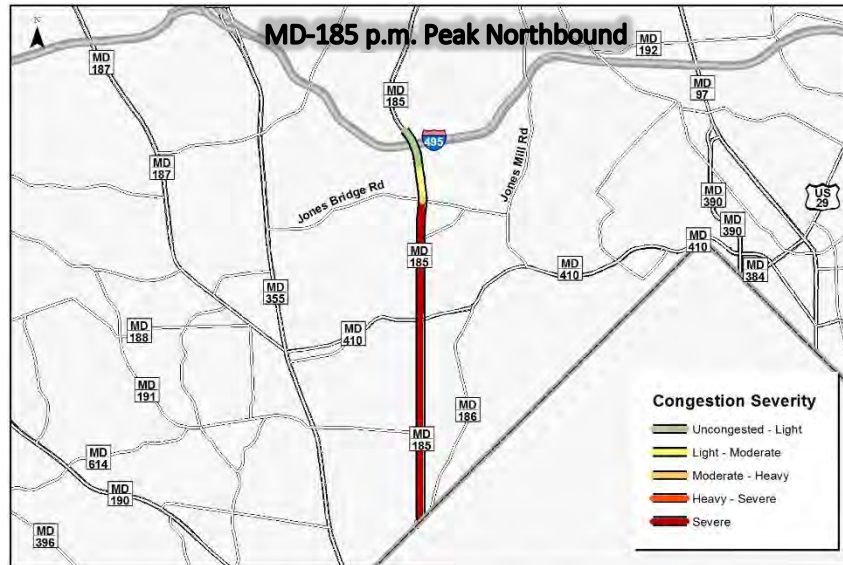 N
MD-185 p.m. Peak Northbound
MD
187
MD
192
MD
185
MD
97
495
MD
187
Jones Mill Rd
Jones Bridge Rd
MD
390
US
29
MD
390
MD
410
MD
185
MD
410
MD
384
MD
355
MD
188
MD
410
MD
191
MD
186
MD
185
MD
614
MD
190
MD
396
Congestion Severity
Uncongested - Light
Light - Moderate
Moderate - Heavy
Heavy - Severe
Severe